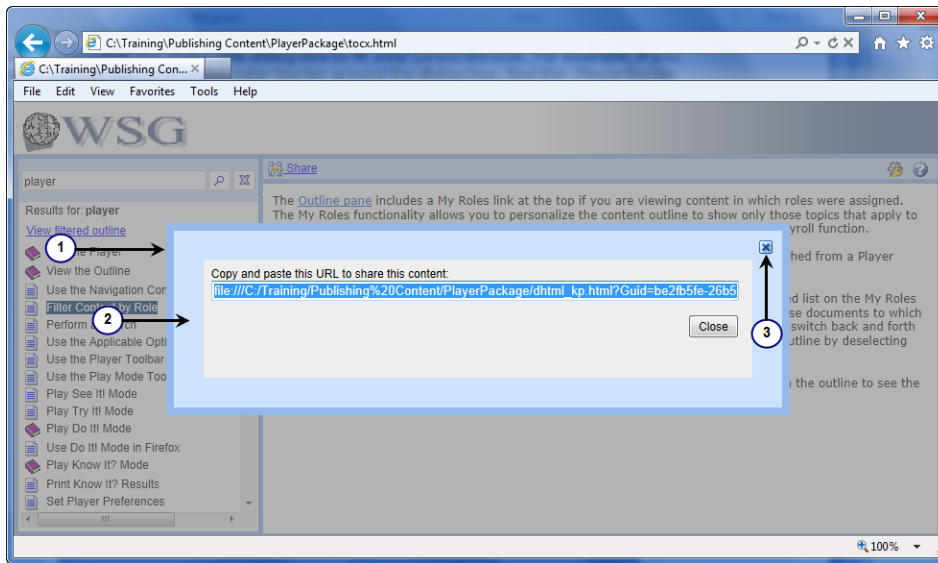 C:\Training\Publishing Content\PlayerPackage\tocx.html
C:\Training\Publishing Con...
File Edit View Favorites Tools Help
WSG
player
Share
Results for: player
View filtered outline
Player
View the Outline
Use the Navigation Con
Filter Content by Role
Perform a
Use the Applicable Opti
Use the Player Toolbar
Use the Play Mode Too
Play See It! Mode
Play Try It! Mode
Play Do It! Mode
Use Do It! Mode in Firefox
Play Know It? Mode
Print Know It? Results
Set Player Preferences
The Outline pane includes a My Roles link at the top if you are viewing content in which roles were assigned.
The My Roles functionality allows you to personalize the content outline to show only those topics that apply to
yroll function.
hed from a Player
ed list on the My Roles
se documents to which
switch back and forth
utline by deselecting
the outline to see the
1
Copy and paste this URL to share this content:
file:///C:/Training/Publishing%20Content/PlayerPackage/dhtml_kp.html?Guid=be2fb5fe-26b5
2
Close
3
100%